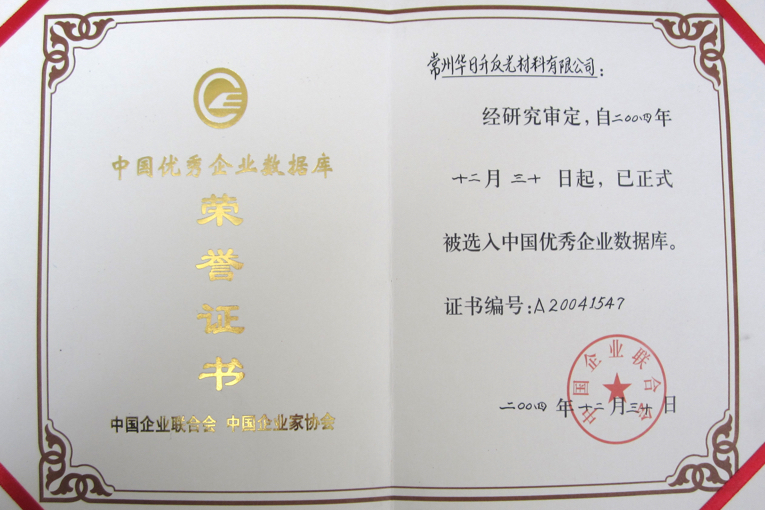 中国优秀企业数据库
荣
誉
证
书
中国企业联合会 中国企业家协会
常州华日升反光材料有限公司：
经研究审定，自二〇〇四年
十二月三十日起，已正式
被选入中国优秀企业数据库。
证书编号：A20041547
中国企业联合会
二〇〇四年十二月三十日